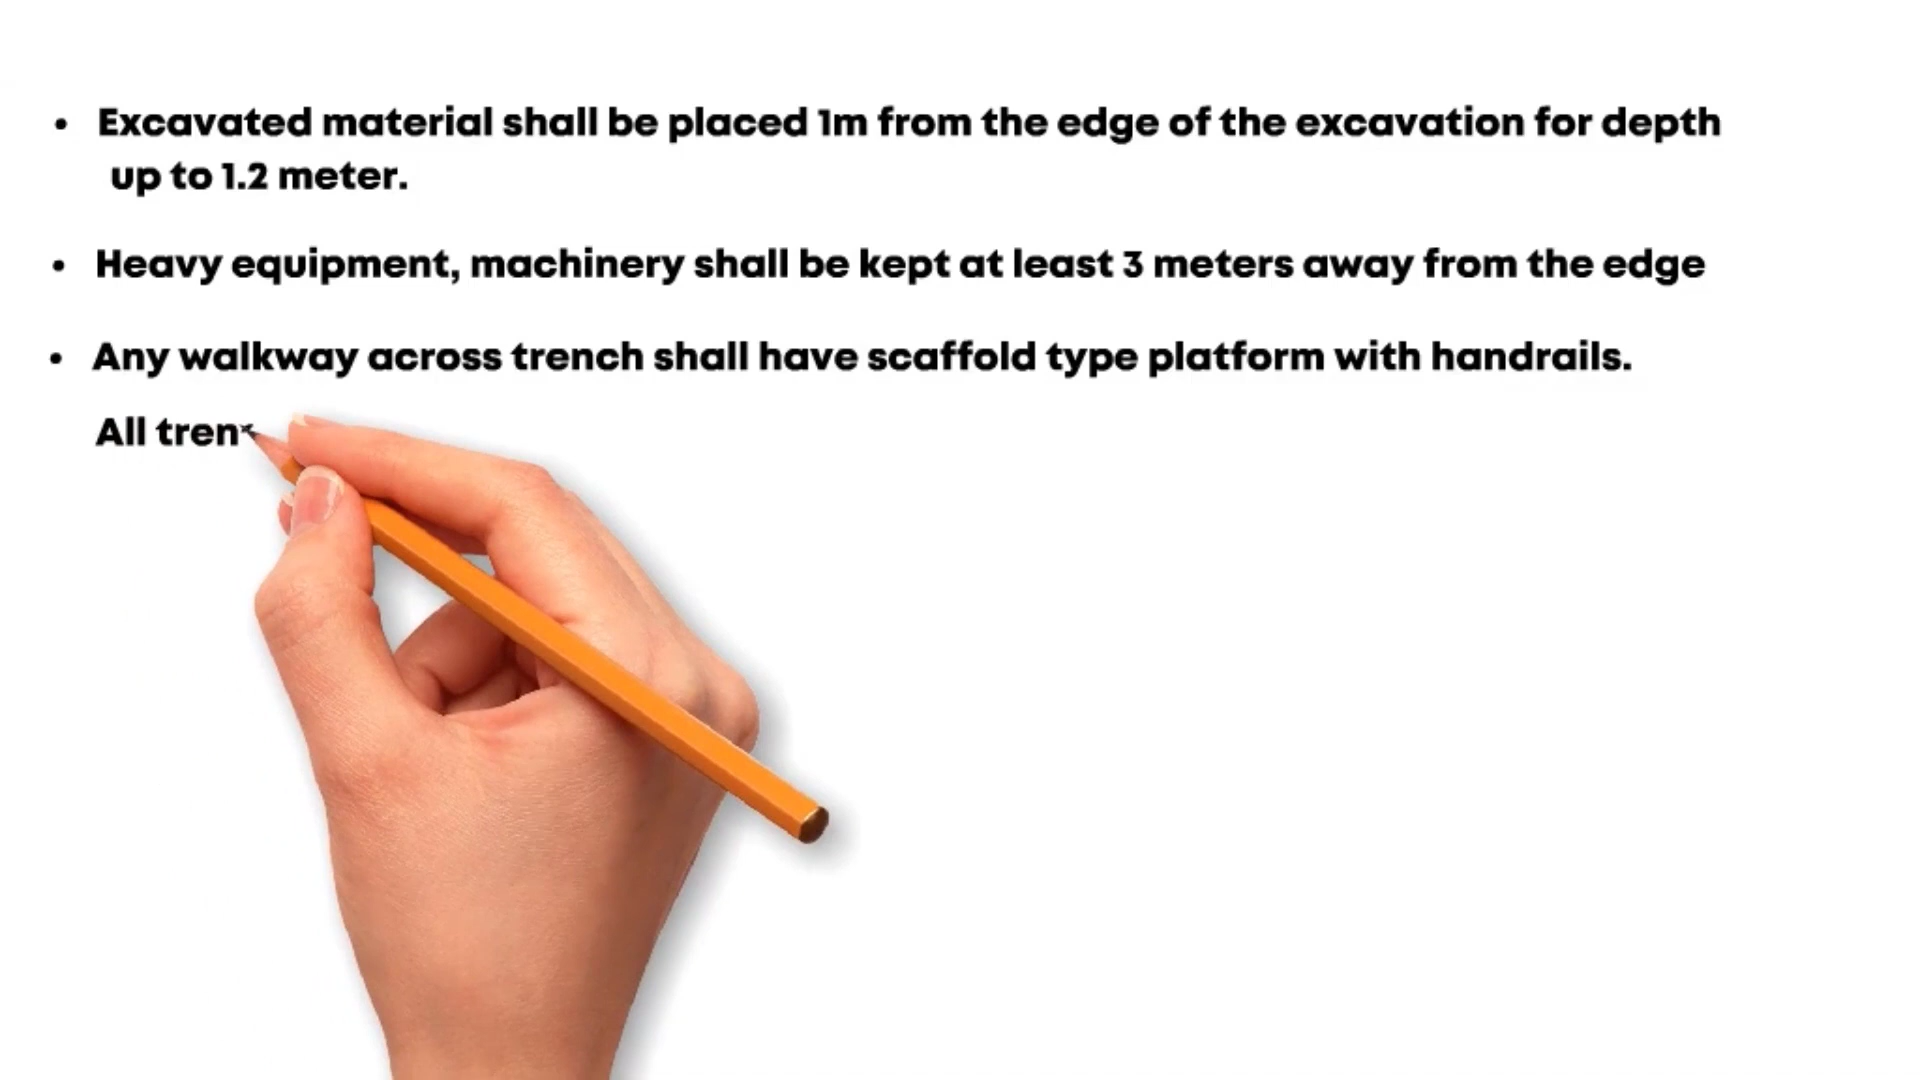 • Excavated material shall be placed 1m from the edge of the excavation for depth
up to 1.2 meter.
• Heavy equipment, machinery shall be kept at least 3 meters away from the edge
• Any walkway across trench shall have scaffold type platform with handrails.
All tren